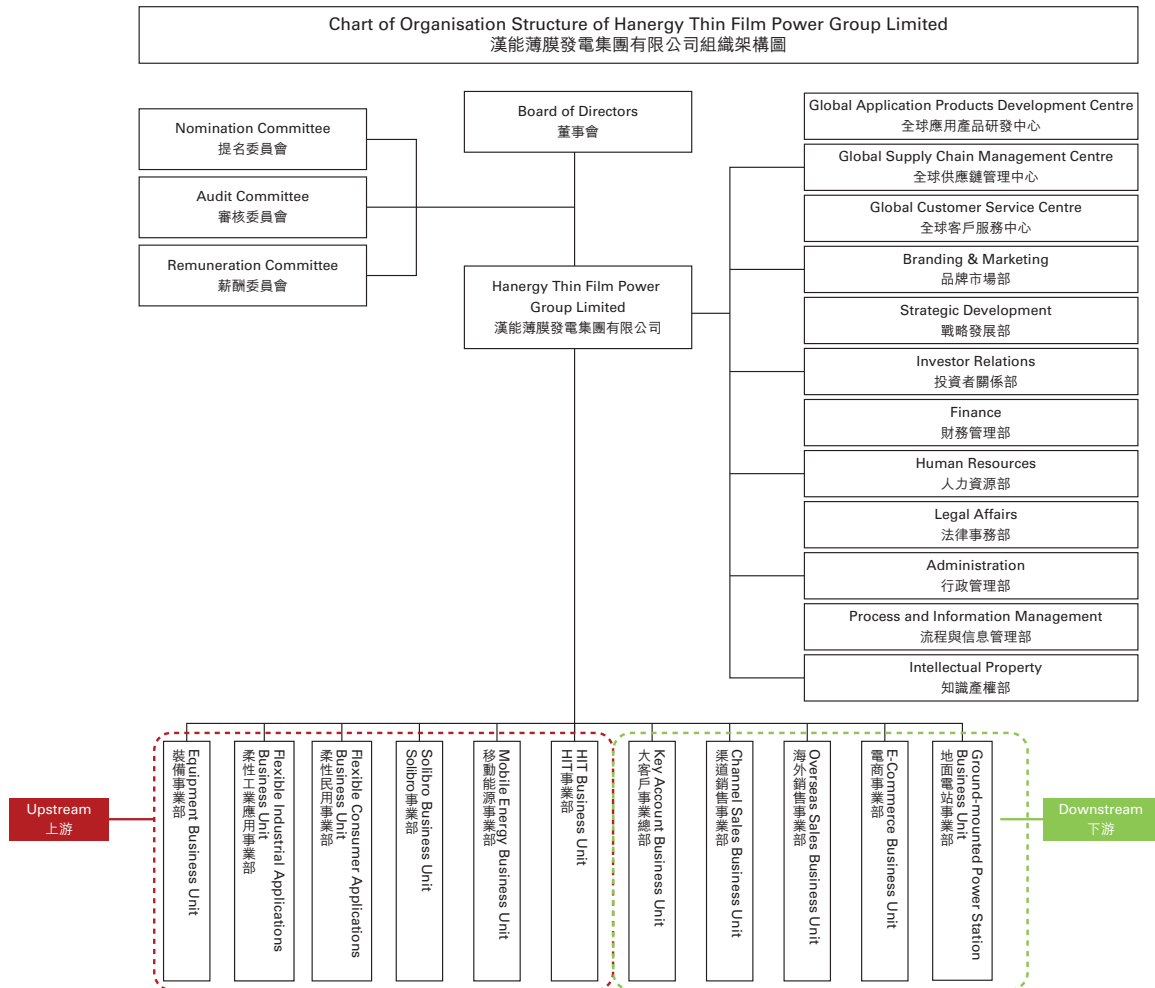 Chart of Organisation Structure of Hanergy Thin Film Power Group Limited
漢能薄膜發電集團有限公司組織架構圖
Board of Directors
董事會
Nomination Committee
提名委員會
Audit Committee
審核委員會
Remuneration Committee
薪酬委員會
Hanergy Thin Film Power
Group Limited
漢能薄膜發電集團有限公司
Global Application Products Development Centre
全球應用產品研發中心
Global Supply Chain Management Centre
全球供應鏈管理中心
Global Customer Service Centre
全球客戶服務中心
Branding & Marketing
品牌市場部
Strategic Development
戰略發展部
Investor Relations
投資者關係部
Finance
財務管理部
Human Resources
人力資源部
Legal Affairs
法律事務部
Administration
行政管理部
Process and Information Management
流程與信息管理部
Intellectual Property
知識產權部
Upstream
上游
Equipment Business Unit
裝備事業部
Flexible Industrial Applications
Business Unit
柔性工業應用事業部
Flexible Consumer Applications
Business Unit
柔性民用事業部
Solibro Business Unit
Solibro事業部
Mobile Energy Business Unit
移動能源事業部
HIT Business Unit
HIT事業部
Key Account Business Unit
大客戶事業總部
Channel Sales Business Unit
渠道銷售事業部
Overseas Sales Business Unit
海外銷售事業部
E-Commerce Business Unit
電商事業部
Ground-mounted Power Station
Business Unit
地面電站事業部
Downstream
下游